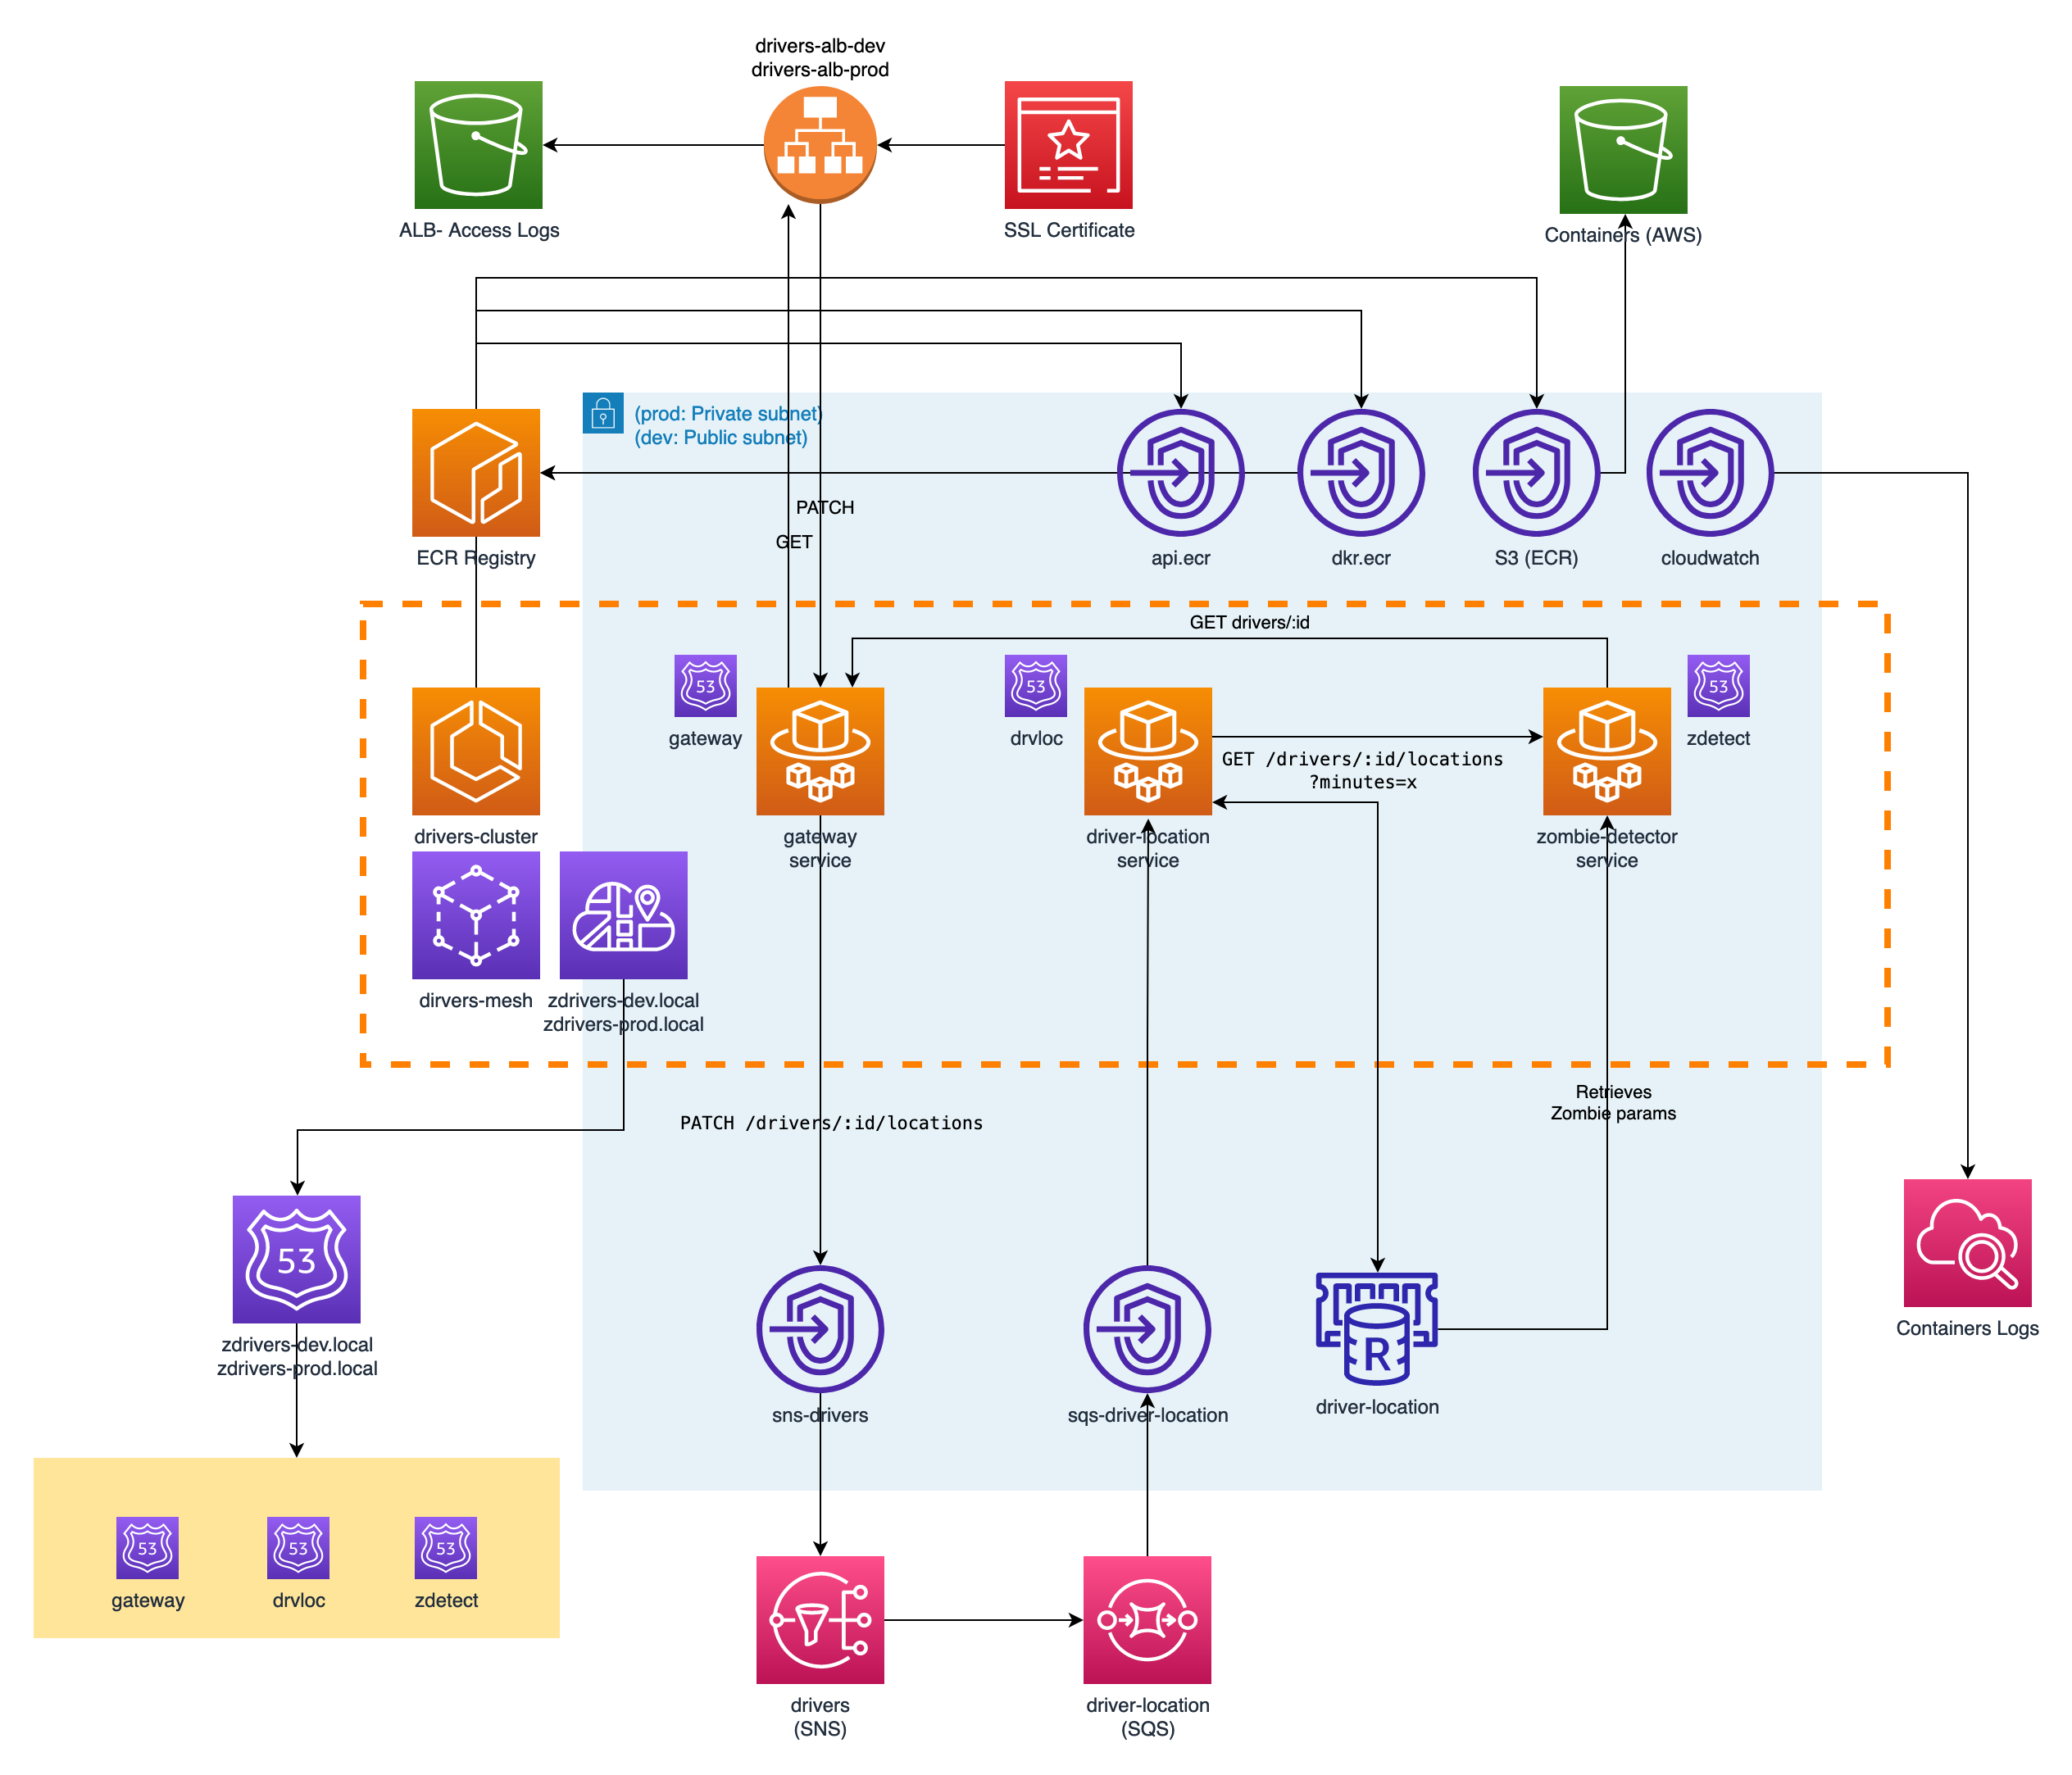 drivers-alb-dev
drivers-alb-prod
ALB- Access Logs
SSL Certificate
Containers (AWS)
(prod: Private subnet)
(dev: Public subnet)
PATCH
GET
ECR Registry
api.ecr
dkr.ecr
S3 (ECR)
cloudwatch
GET drivers/:id
53
gateway
53
drvloc
53
zdetect
GET /drivers/:id/locations
?minutes=x
drivers-cluster
gateway
service
driver-location
service
zombie-detector
service
dirvers-mesh
zdrivers-dev.local
zdrivers-prod.local
Retrieves
Zombie params
PATCH /drivers/:id/locations
53
zdrivers-dev.local
zdrivers-prod.local
R
Containers Logs
sns-drivers
sqs-driver-location
driver-location
53
gateway
53
drvloc
53
zdetect
drivers
(SNS)
driver-location
(SQS)